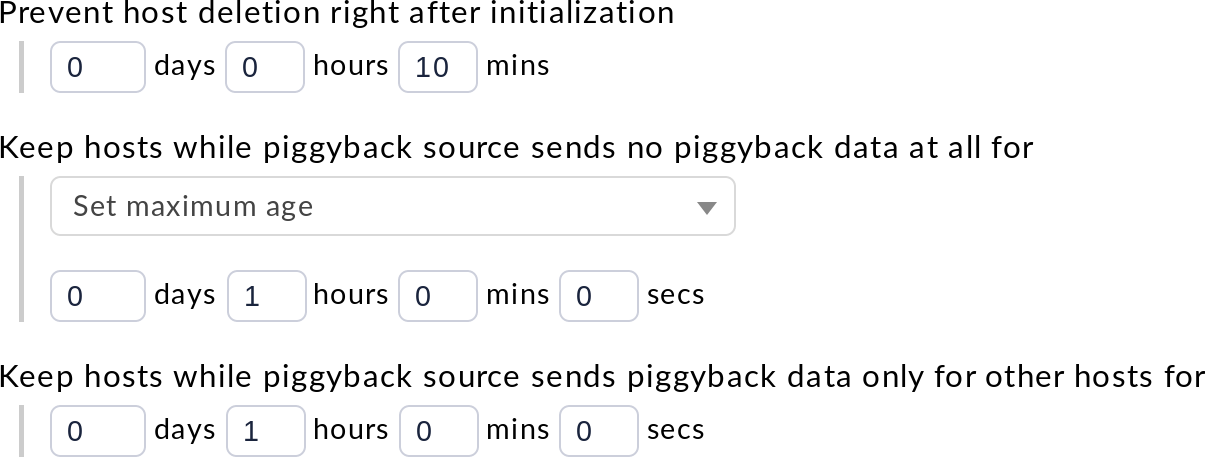 Prevent host deletion right after initialization
0 days 0 hours 10 mins
Keep hosts while piggyback source sends no piggyback data at all for
Set maximum age
0 days 1 hours 0 mins 0 secs
Keep hosts while piggyback source sends piggyback data only for other hosts for
0 days 1 hours 0 mins 0 secs